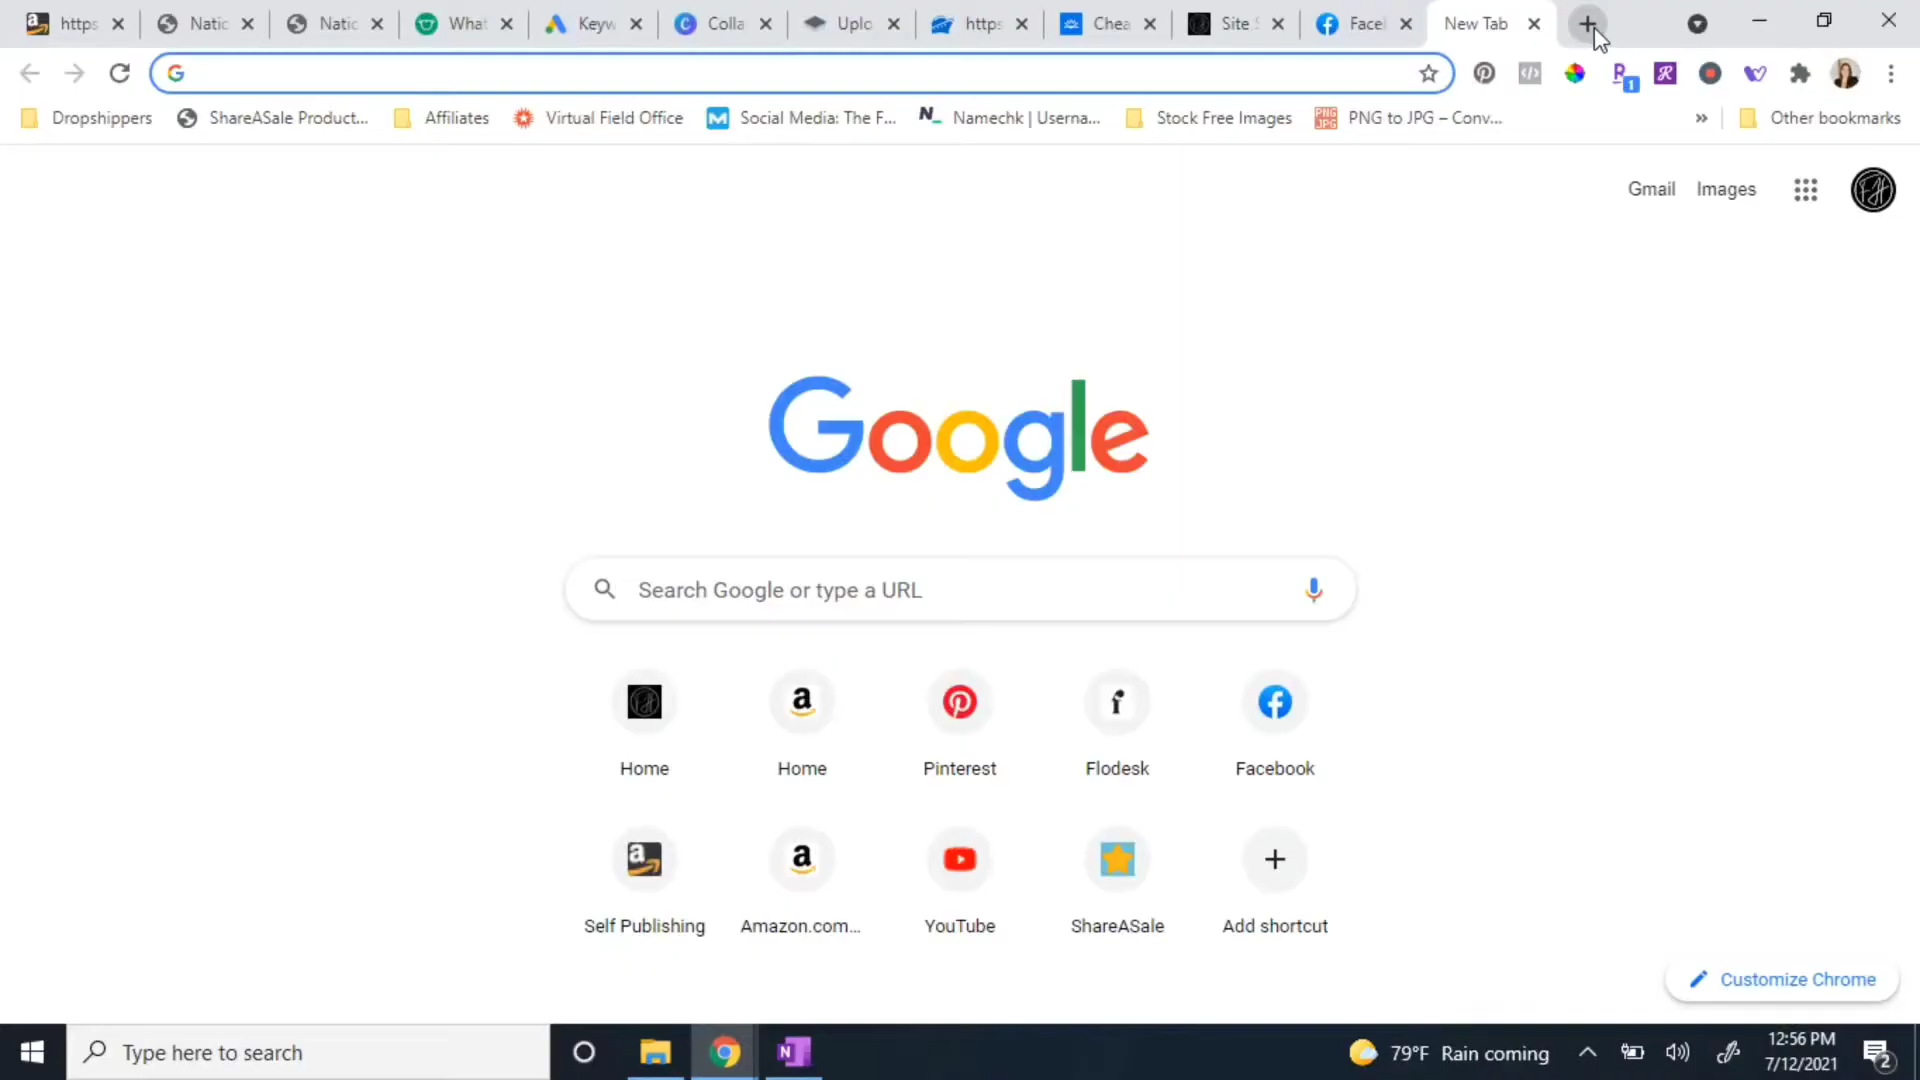 https
Natic
Natic
What
Keyw
Colla
Uplo
https
Chea
Site S
Facel
New Tab
Dropshippers
ShareASale Product...
Affiliates
Virtual Field Office
Social Media: The F...
Namechk | Userna...
Stock Free Images
PNG to JPG – Conv...
»
Other bookmarks
Gmail
Images
Google
Search Google or type a URL
Home
Home
Pinterest
Flodesk
Facebook
Self Publishing
Amazon.com...
YouTube
ShareASale
Add shortcut
Customize Chrome
Type here to search
79°F Rain coming
12:56 PM
7/12/2021
2